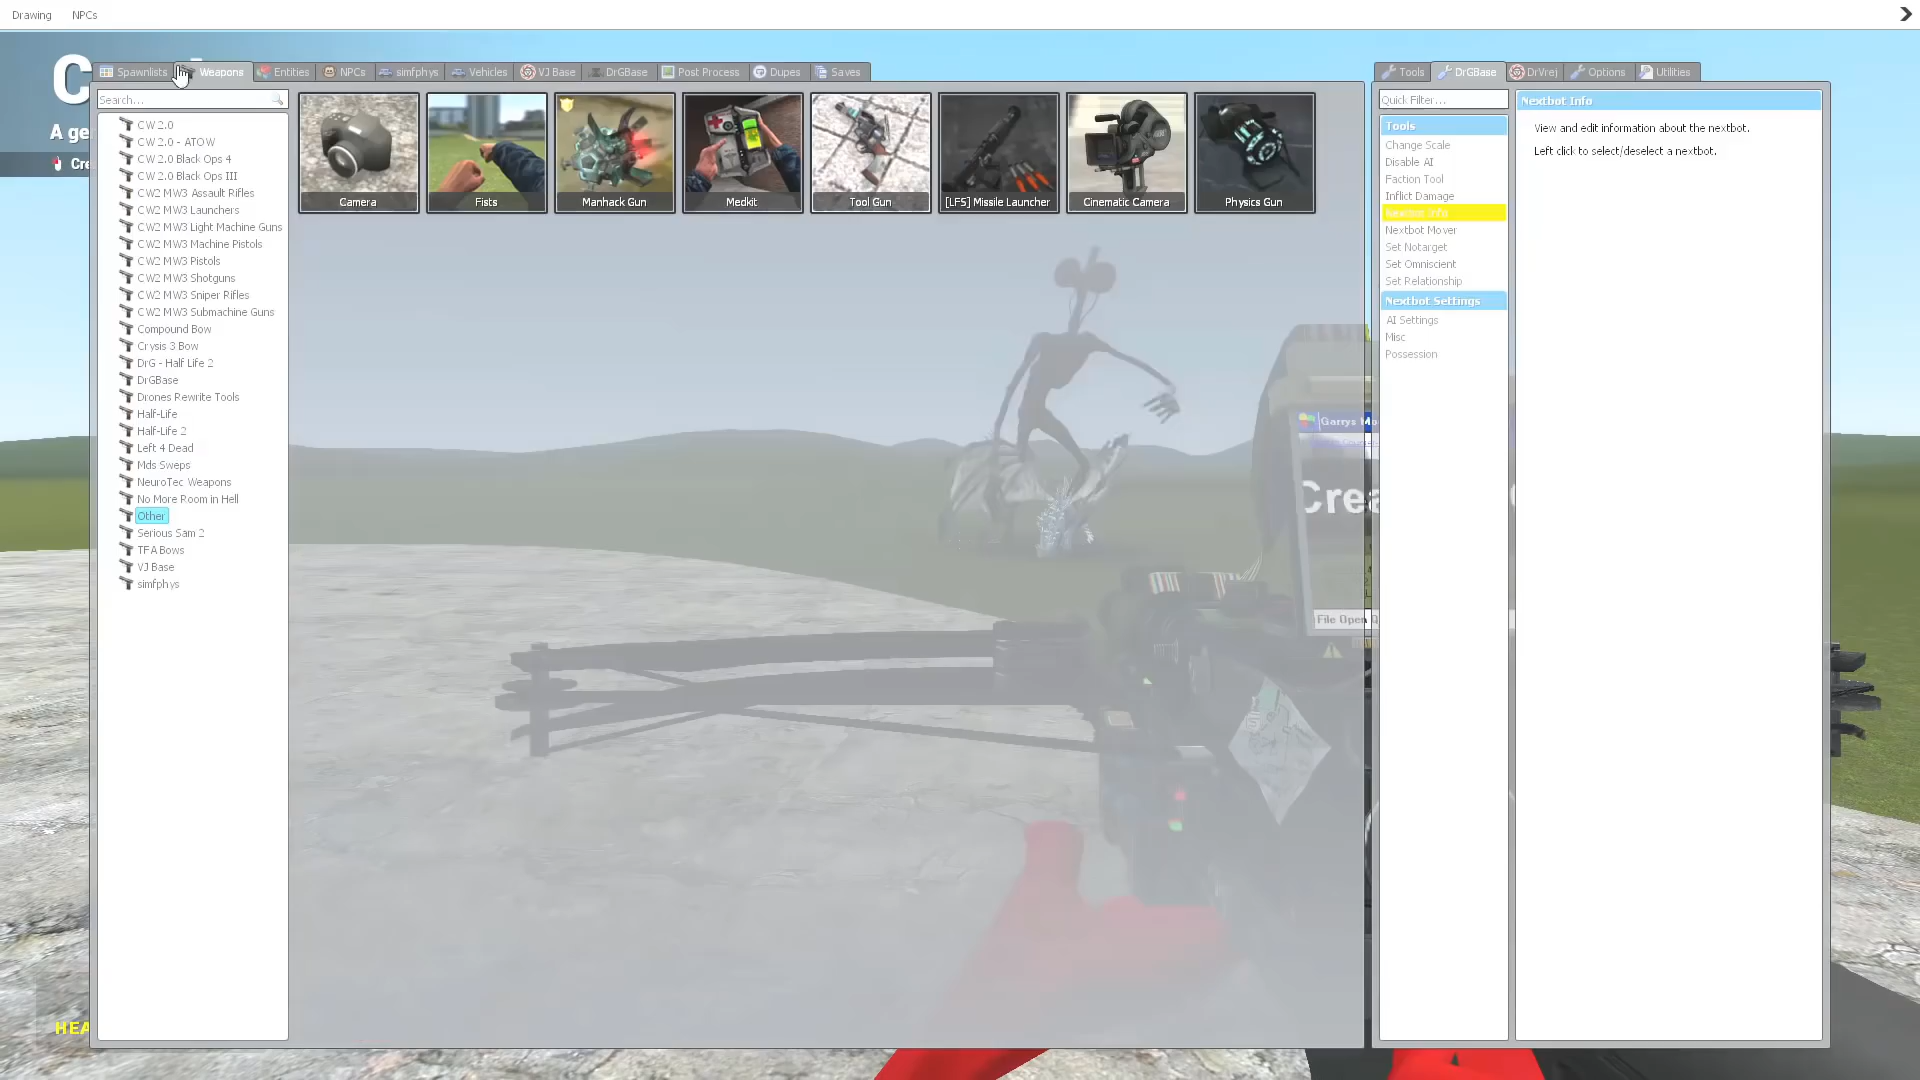 Drawing NPCs
C
A ge
Cre
Spawnlists Weapons Entities NPCs simfphys Vehicles VJ Base DrGBase Post Process Dupes Saves
Search...
CW 2.0
CW 2.0 - ATOW
CW 2.0 Black Ops 4
CW 2.0 Black Ops III
CW2 MW3 Assault Rifles
CW2 MW3 Launchers
CW2 MW3 Light Machine Guns
CW2 MW3 Machine Pistols
CW2 MW3 Pistols
CW2 MW3 Shotguns
CW2 MW3 Sniper Rifles
CW2 MW3 Submachine Guns
Compound Bow
Crysis 3 Bow
DrG - Half Life 2
DrGBase
Drones Rewrite Tools
Half-Life
Half-Life 2
Left 4 Dead
Mds Sweps
NeuroTec Weapons
No More Room in Hell
Other
Serious Sam 2
TFA Bows
VJ Base
simfphys
Camera
Fists
Manhack Gun
Medkit
Tool Gun
[LFS] Missile Launcher
Cinematic Camera
Physics Gun
Garrys Mo
Crea
File Open Q
HEA
Tools DrGBase DrVrej Options Utilities
Quick Filter...
Tools
Change Scale
Disable AI
Faction Tool
Inflict Damage
Nextbot Info
Nextbot Mover
Set Notarget
Set Omniscient
Set Relationship
Nextbot Settings
AI Settings
Misc
Possession
Nextbot Info
View and edit information about the nextbot.
Left click to select/deselect a nextbot.